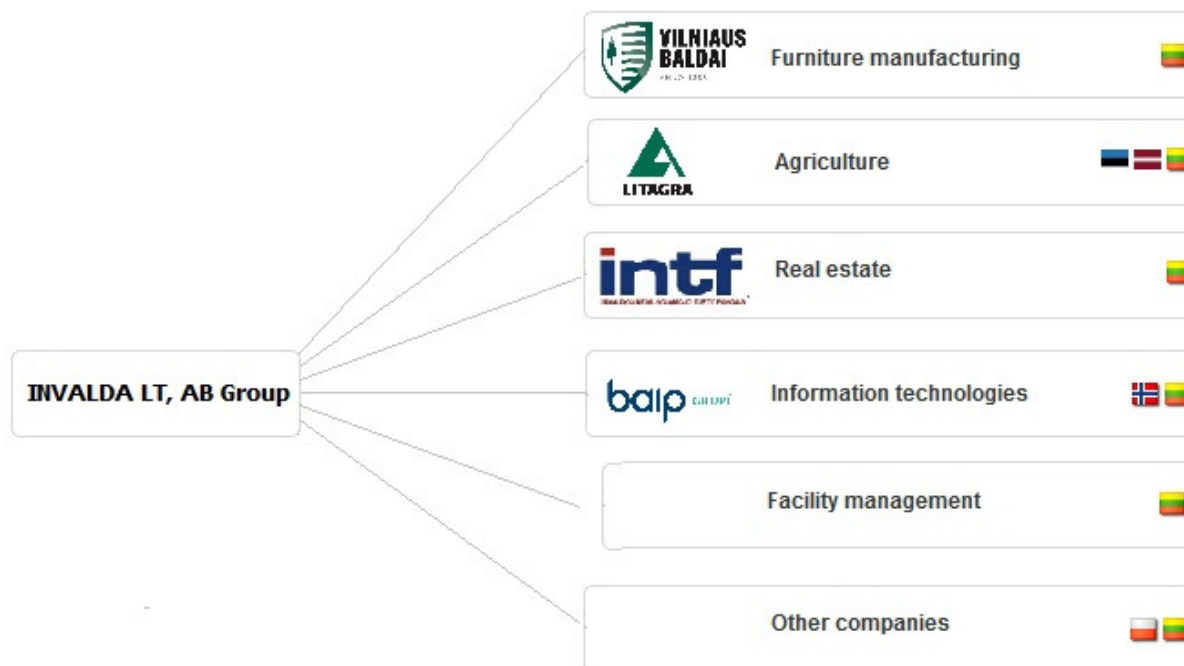 VILNIAUS
BALDAI
Furniture manufacturing
LITAGRA
Agriculture
intf
Real estate
INVALDA LT, AB Group
baip
Information technologies
Facility management
Other companies